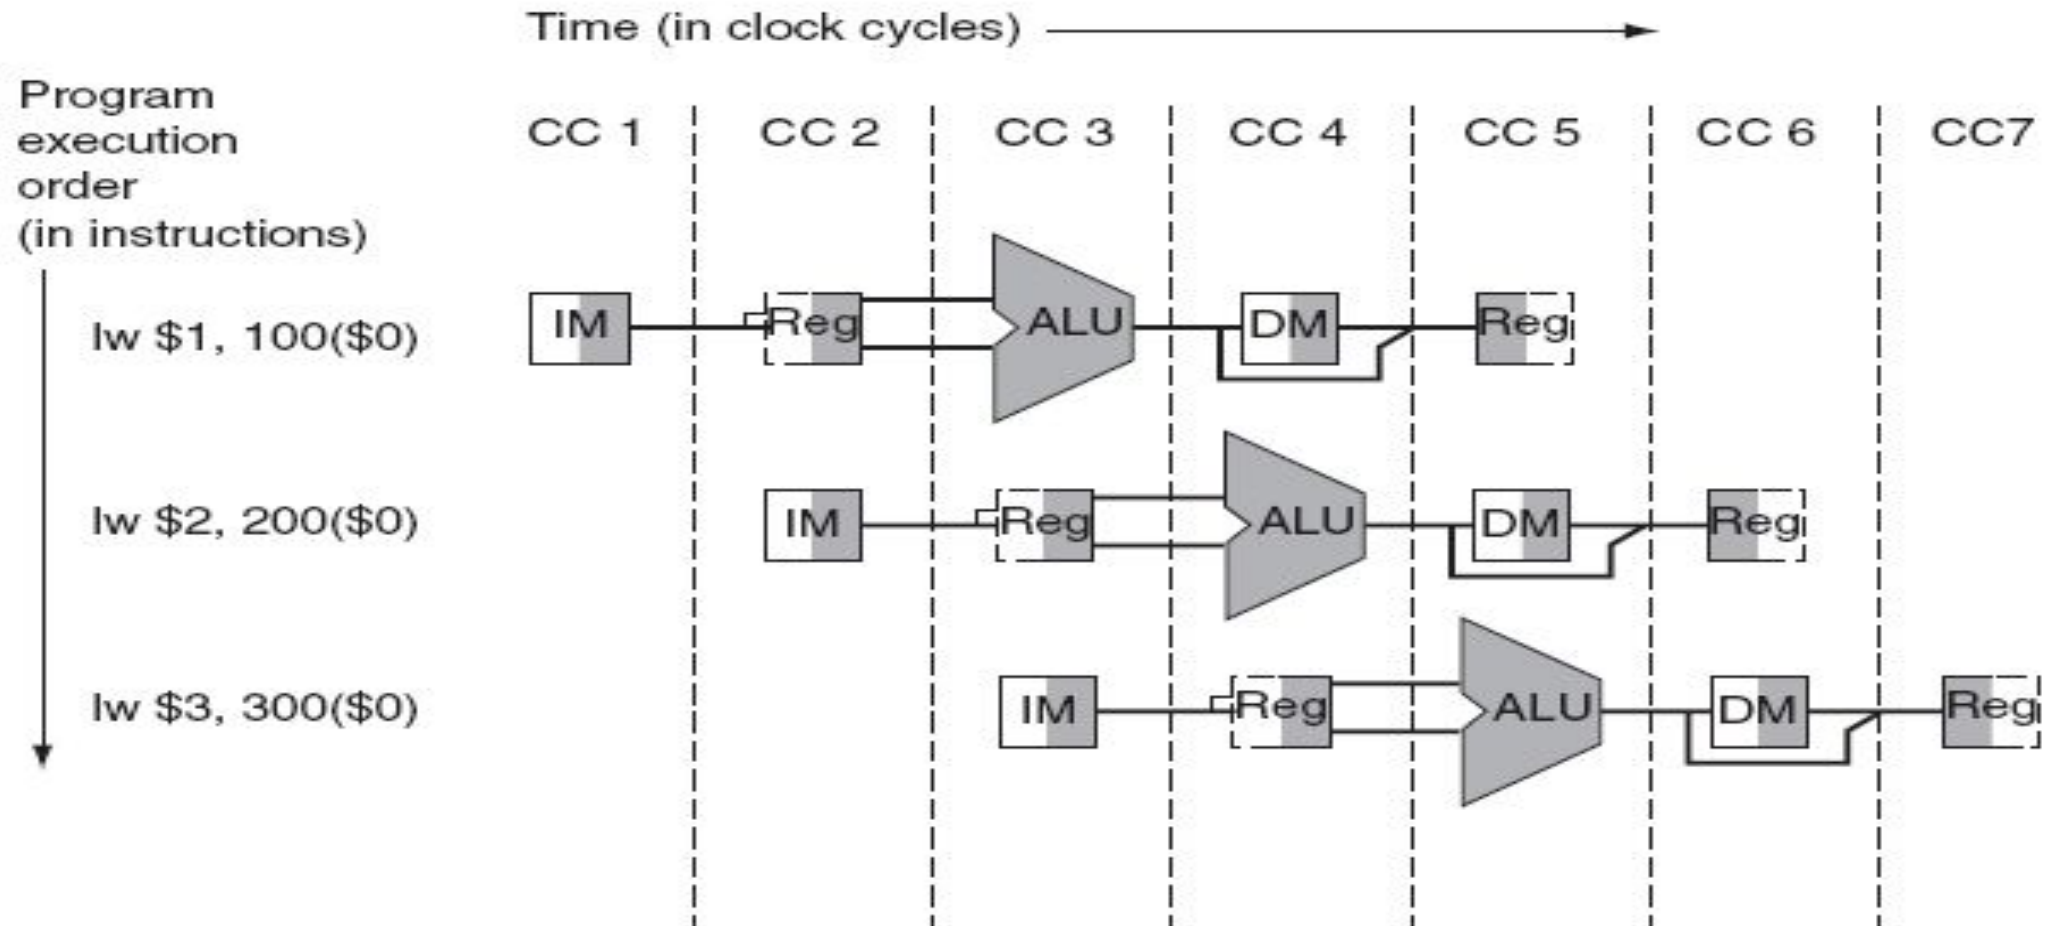 Time (in clock cycles)
Program
execution
order
(in instructions)
CC 1 CC 2 CC 3 CC 4 CC 5 CC 6 CC7
lw $1, 100($0) IM Reg ALU DM Reg
lw $2, 200($0) IM Reg ALU DM Reg
lw $3, 300($0) IM Reg ALU DM Reg